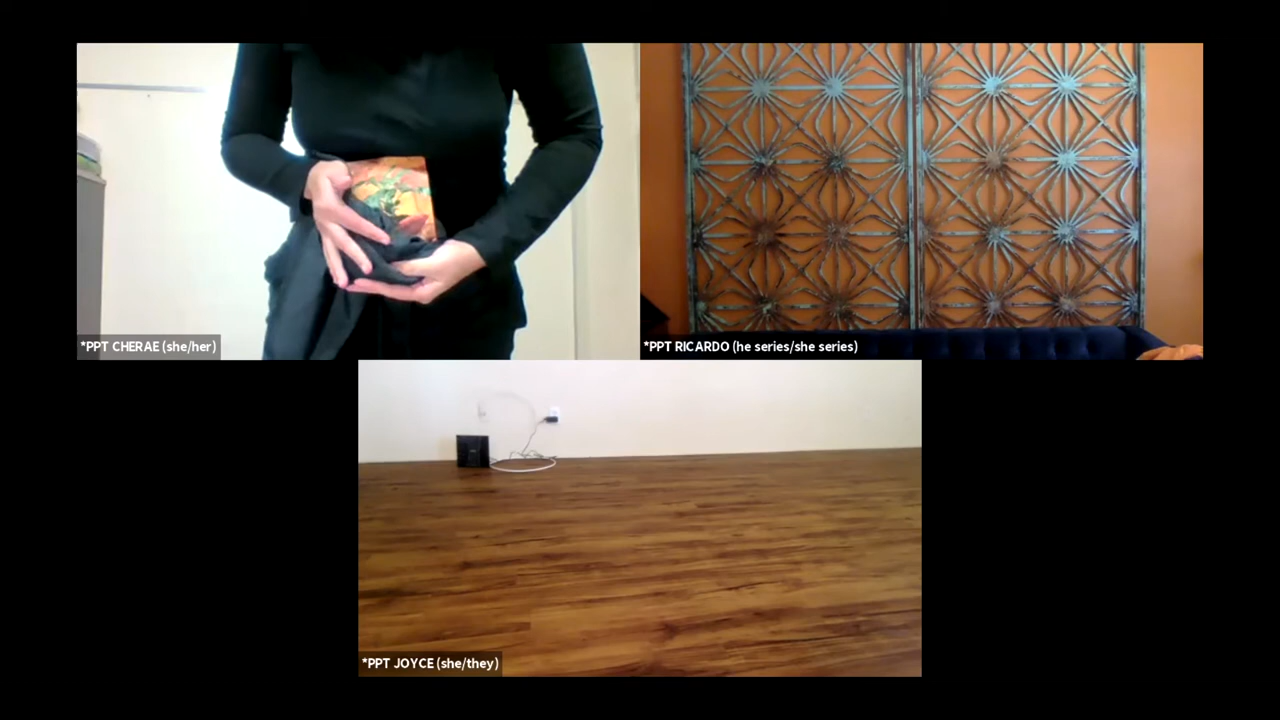 *PPT CHERAE (she/her)
*PPT RICARDO (he series/she series)
*PPT JOYCE (she/they)